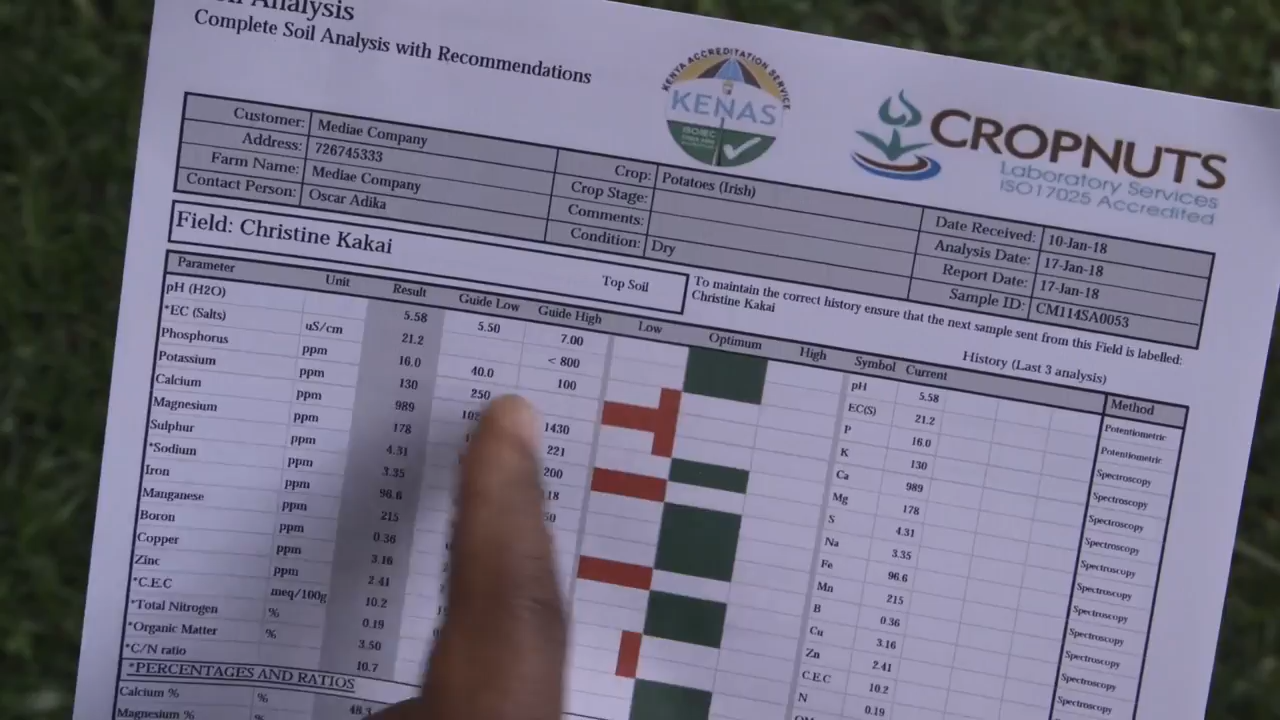 Analysis
Complete Soil Analysis with Recommendations
KENYA ACCREDITATION SERVICE
KENAS
ISO/IEC
CROPNUTS
Laboratory Services
ISO17025 Accredited
Customer: Mediae Company
Address: 726745333
Farm Name: Mediae Company
Contact Person: Oscar Adika
Crop: Potatoes (Irish)
Crop Stage:
Comments:
Condition: Dry
Date Received: 10-Jan-18
Analysis Date: 17-Jan-18
Report Date: 17-Jan-18
Sample ID: CM114SA0053
Field: Christine Kakai
Top Soil
To maintain the correct history ensure that the next sample sent from this Field is labelled:
Christine Kakai
History (Last 3 analysis)
Parameter Unit Result Guide Low Guide High Low Optimum High Symbol Current Method
pH (H2O) 5.58 5.50 7.00 pH 5.58 Potentiometric
*EC (Salts) uS/cm 21.2 < 800 EC(S) 21.2 Potentiometric
Phosphorus ppm 16.0 40.0 100 P 16.0 Spectroscopy
Potassium ppm 130 250 K 130 Spectroscopy
Calcium ppm 989 1430 Ca 989 Spectroscopy
Magnesium ppm 178 221 Mg 178 Spectroscopy
Sulphur ppm 4.31 200 S 4.31 Spectroscopy
*Sodium ppm 3.35 Na 3.35 Spectroscopy
Iron ppm 96.6 Fe 96.6 Spectroscopy
Manganese ppm 215 Mn 215 Spectroscopy
Boron ppm 0.36 B 0.36 Spectroscopy
Copper ppm 3.16 Cu 3.16 Spectroscopy
Zinc ppm 2.41 Zn 2.41
*C.E.C meq/100g 10.2 C.E.C 10.2
*Total Nitrogen % 0.19 N 0.19
*Organic Matter % 3.50
*C/N ratio 10.7
*PERCENTAGES AND RATIOS
Calcium % % 48.3
Magnesium % %